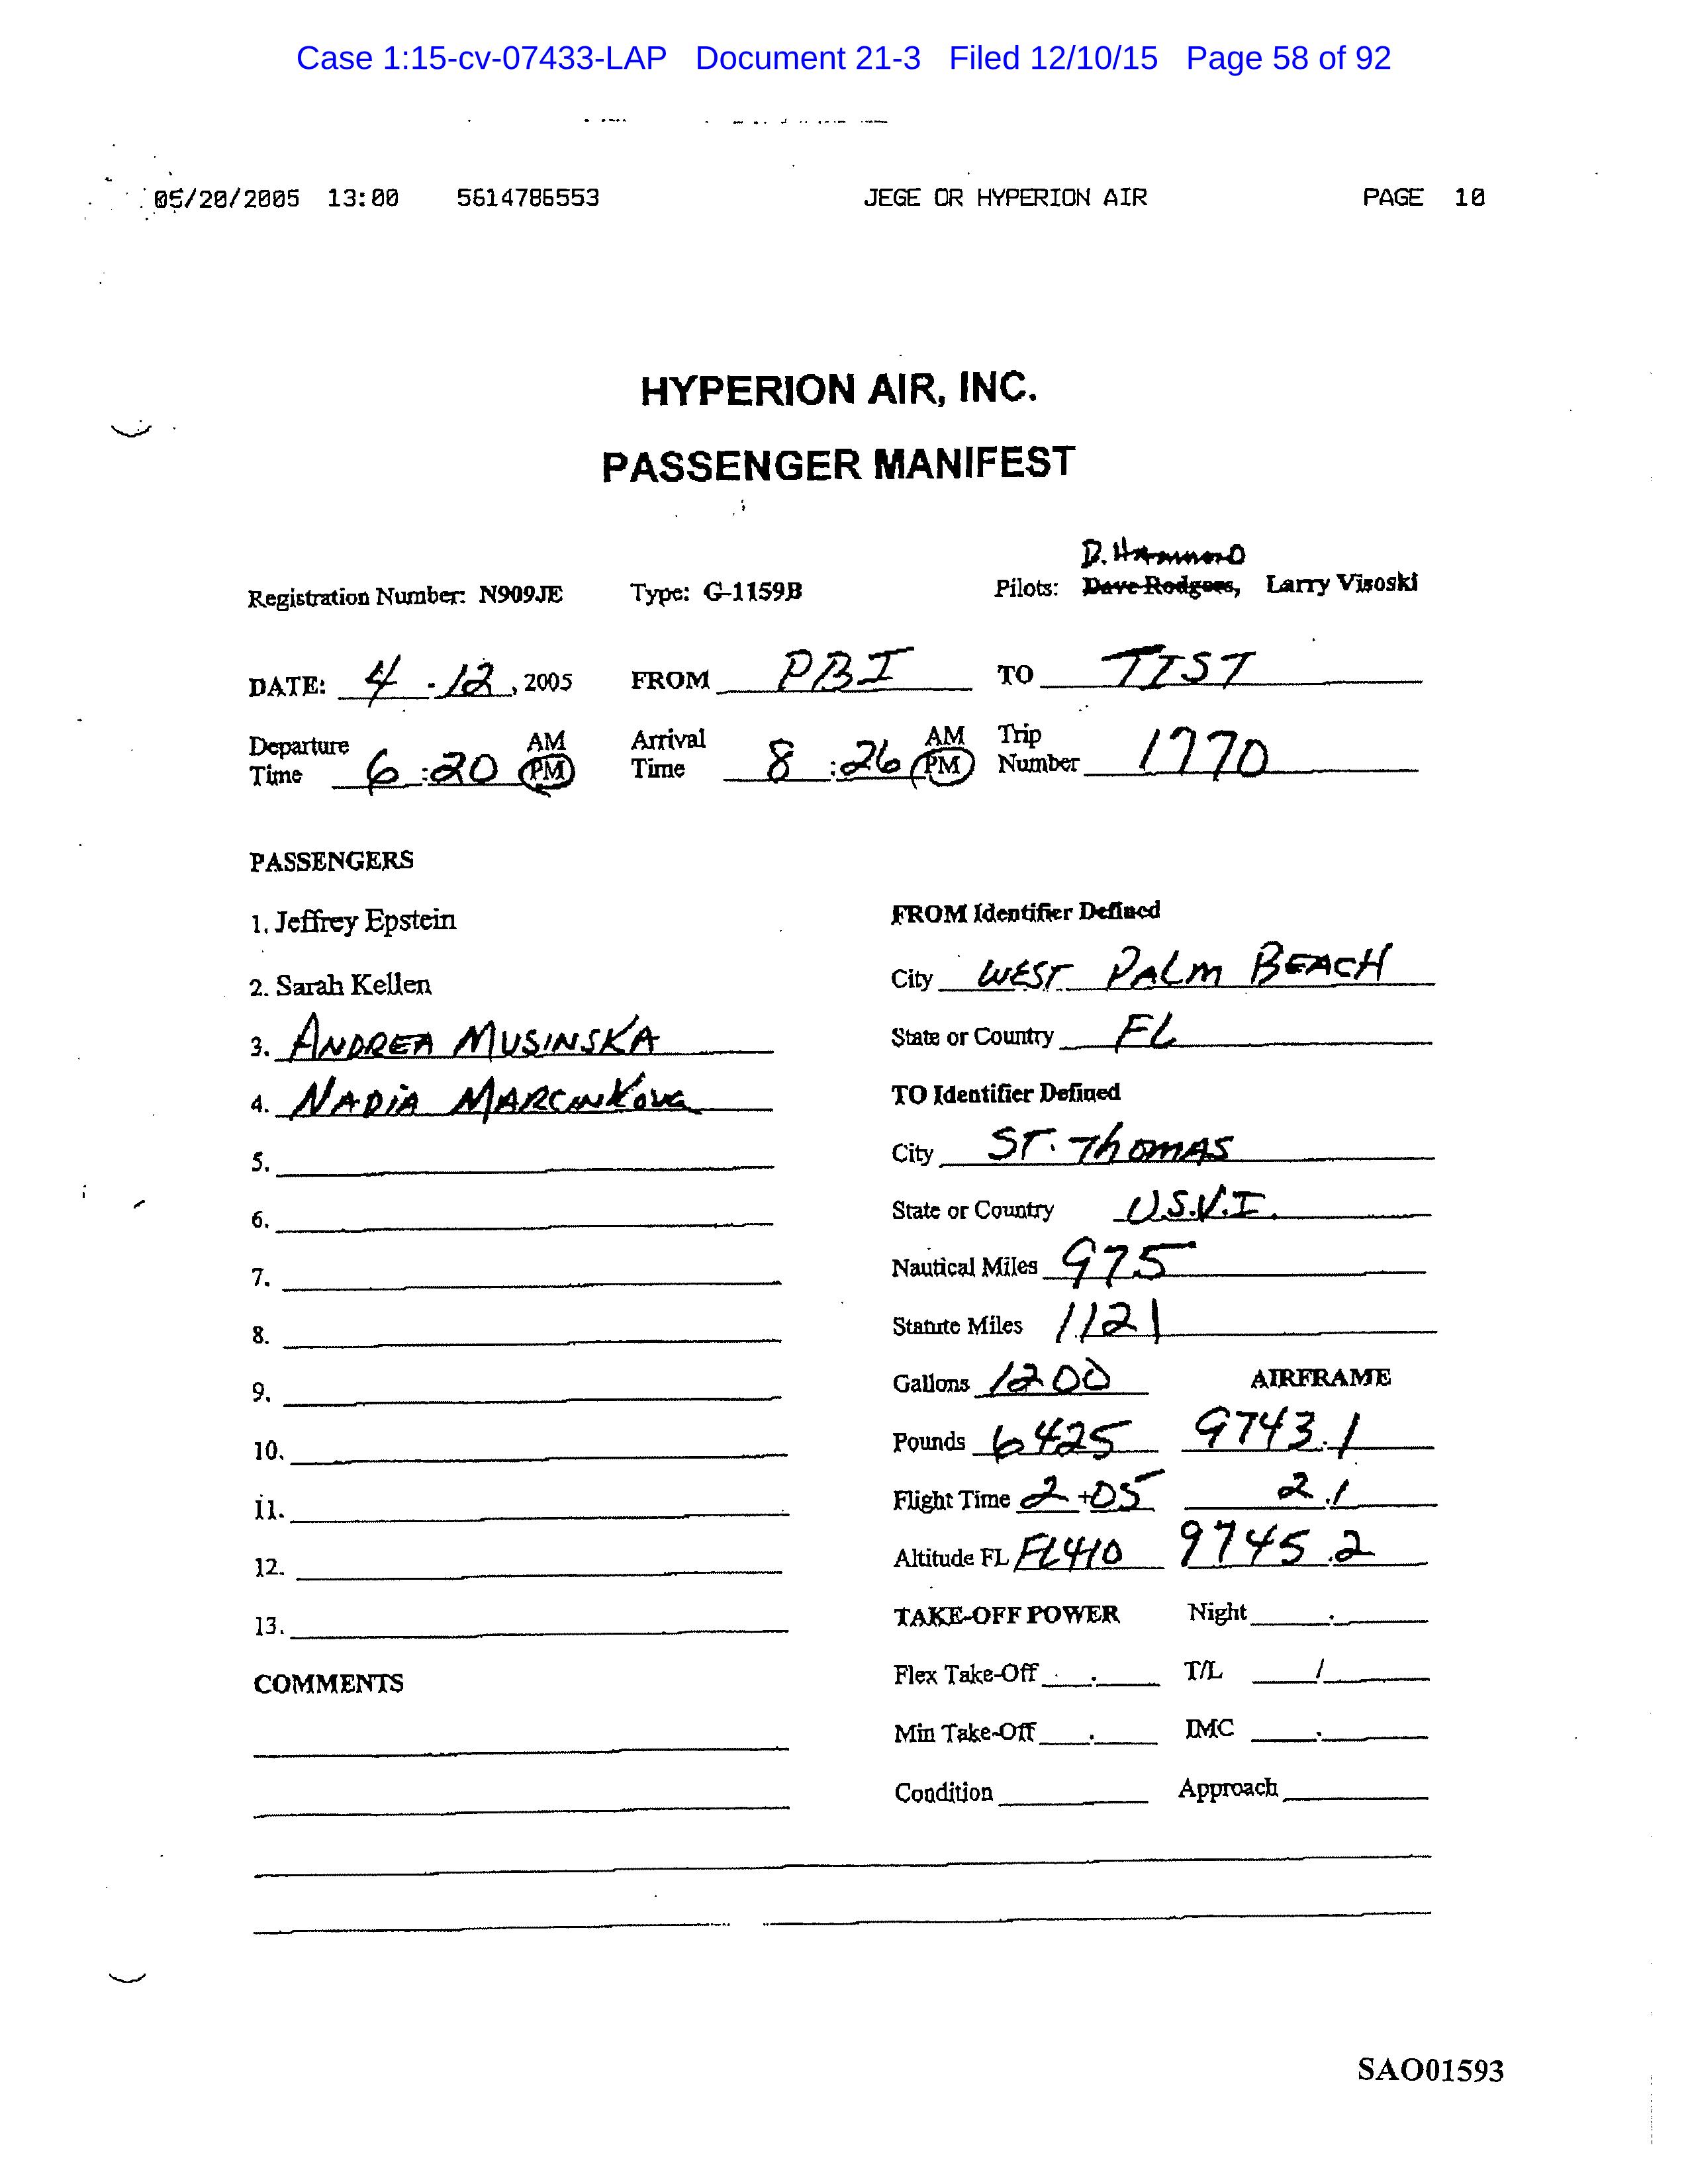 Case 1:15-cv-07433-LAP Document 21-3 Filed 12/10/15 Page 58 of 92
05/20/2005 13:00 5614786553 JEGE OR HYPERION AIR PAGE 10
HYPERION AIR, INC.
PASSENGER MANIFEST
D. HAMMOND
Registration Number: N909JE Type: G-1159B Pilots: Dave Rodgers, Larry Visoski
DATE: 4-12, 2005 FROM PBI TO TIST
Departure Time 6:20 AM PM Arrival Time 8:26 AM PM Trip Number 1770
PASSENGERS
1. Jeffrey Epstein
2. Sarah Kellen
3. ANDREA MUSINSKA
4. NADIA MARCINKOVA
5.
6.
7.
8.
9.
10.
11.
12.
13.
COMMENTS
FROM Identifier Defined
City WEST PALM BEACH
State or Country FL
TO Identifier Defined
City ST. THOMAS
State or Country U.S.V.I.
Nautical Miles 975
Statute Miles 1121
Gallons 1200 AIRFRAME
Pounds 6425 9743.1
Flight Time 2+05 2.1
Altitude FL FL410 9745.2
TAKE-OFF POWER Night .
Flex Take-Off . T/L /
Min Take-Off . IMC .
Condition Approach
SAO01593